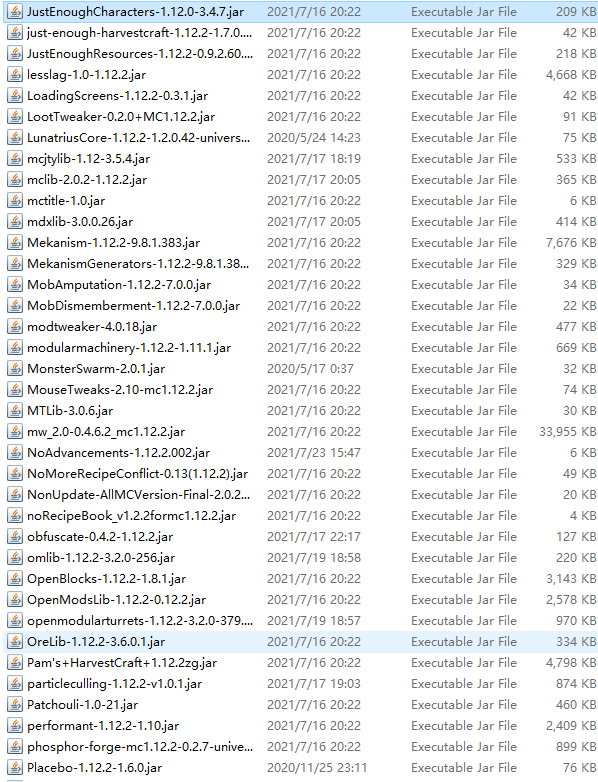 JustEnoughCharacters-1.12.0-3.4.7.jar 2021/7/16 20:22 Executable Jar File 209 KB
just-enough-harvestcraft-1.12.2-1.7.0.... 2021/7/16 20:22 Executable Jar File 42 KB
JustEnoughResources-1.12.2-0.9.2.60.... 2021/7/16 20:22 Executable Jar File 218 KB
lesslag-1.0-1.12.2.jar 2021/7/16 20:22 Executable Jar File 4,668 KB
LoadingScreens-1.12.2-0.3.1.jar 2021/7/16 20:22 Executable Jar File 42 KB
LootTweaker-0.2.0+MC1.12.2.jar 2021/7/16 20:22 Executable Jar File 91 KB
LunatriusCore-1.12.2-1.2.0.42-univers... 2020/5/24 14:23 Executable Jar File 75 KB
mcjtylib-1.12-3.5.4.jar 2021/7/17 18:19 Executable Jar File 533 KB
mclib-2.0.2-1.12.2.jar 2021/7/17 20:05 Executable Jar File 365 KB
mctitle-1.0.jar 2021/7/16 20:22 Executable Jar File 6 KB
mdxlib-3.0.0.26.jar 2021/7/17 20:05 Executable Jar File 414 KB
Mekanism-1.12.2-9.8.1.383.jar 2021/7/16 20:22 Executable Jar File 7,676 KB
MekanismGenerators-1.12.2-9.8.1.38... 2021/7/16 20:22 Executable Jar File 329 KB
MobAmputation-1.12.2-7.0.0.jar 2021/7/16 20:22 Executable Jar File 34 KB
MobDismemberment-1.12.2-7.0.0.jar 2021/7/16 20:22 Executable Jar File 22 KB
modtweaker-4.0.18.jar 2021/7/16 20:22 Executable Jar File 477 KB
modularmachinery-1.12.2-1.11.1.jar 2021/7/16 20:22 Executable Jar File 669 KB
MonsterSwarm-2.0.1.jar 2020/5/17 0:37 Executable Jar File 32 KB
MouseTweaks-2.10-mc1.12.2.jar 2021/7/16 20:22 Executable Jar File 74 KB
MTLib-3.0.6.jar 2021/7/16 20:22 Executable Jar File 30 KB
mw_2.0-0.4.6.2_mc1.12.2.jar 2021/7/16 20:22 Executable Jar File 33,955 KB
NoAdvancements-1.12.2.002.jar 2021/7/23 15:47 Executable Jar File 6 KB
NoMoreRecipeConflict-0.13(1.12.2).jar 2021/7/16 20:22 Executable Jar File 49 KB
NonUpdate-AllMCVersion-Final-2.0.2... 2021/7/16 20:22 Executable Jar File 20 KB
noRecipeBook_v1.2.2formc1.12.2.jar 2021/7/16 20:22 Executable Jar File 4 KB
obfuscate-0.4.2-1.12.2.jar 2021/7/17 22:17 Executable Jar File 127 KB
omlib-1.12.2-3.2.0-256.jar 2021/7/19 18:58 Executable Jar File 220 KB
OpenBlocks-1.12.2-1.8.1.jar 2021/7/16 20:22 Executable Jar File 3,143 KB
OpenModsLib-1.12.2-0.12.2.jar 2021/7/16 20:22 Executable Jar File 2,578 KB
openmodularturrets-1.12.2-3.2.0-379.... 2021/7/19 18:57 Executable Jar File 970 KB
OreLib-1.12.2-3.6.0.1.jar 2021/7/16 20:22 Executable Jar File 334 KB
Pam's+HarvestCraft+1.12.2zg.jar 2021/7/16 20:22 Executable Jar File 4,798 KB
particleculling-1.12.2-v1.0.1.jar 2021/7/17 19:03 Executable Jar File 874 KB
Patchouli-1.0-21.jar 2021/7/16 20:22 Executable Jar File 460 KB
performant-1.12.2-1.10.jar 2021/7/16 20:22 Executable Jar File 2,409 KB
phosphor-forge-mc1.12.2-0.2.7-unive... 2021/7/16 20:22 Executable Jar File 899 KB
Placebo-1.12.2-1.6.0.jar 2020/11/25 23:11 Executable Jar File 76 KB